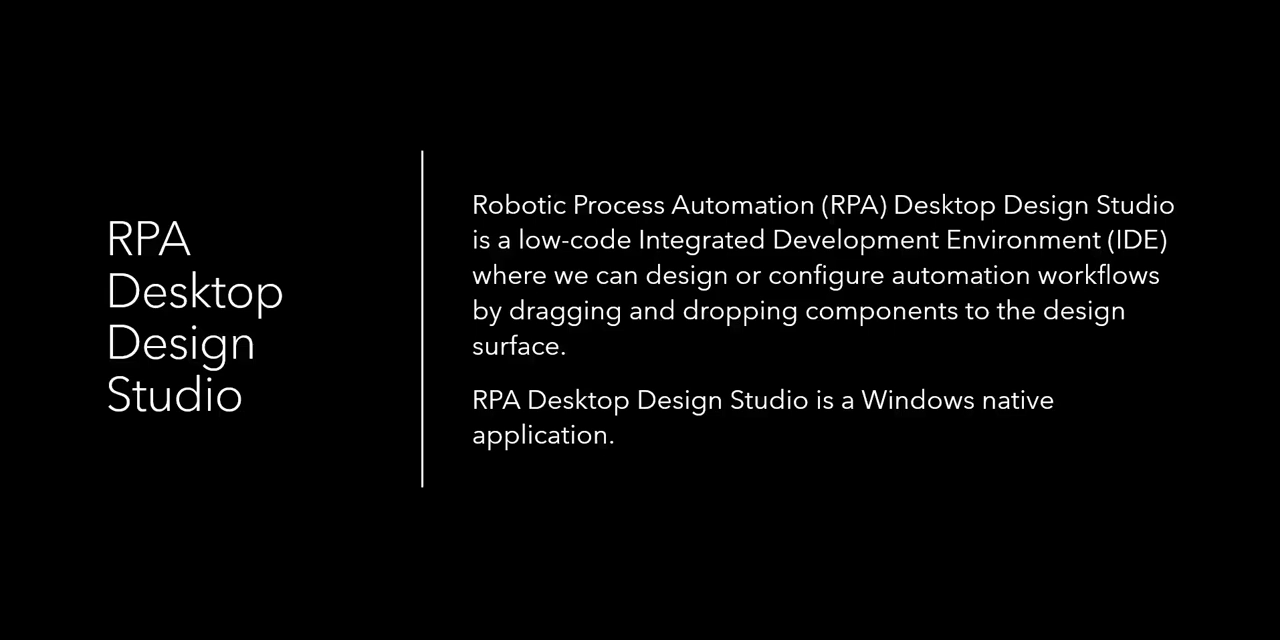 RPA
Desktop
Design
Studio
Robotic Process Automation (RPA) Desktop Design Studio
is a low-code Integrated Development Environment (IDE)
where we can design or configure automation workflows
by dragging and dropping components to the design
surface.
RPA Desktop Design Studio is a Windows native
application.